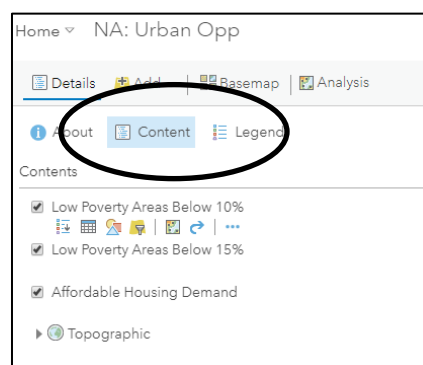 Home NA: Urban Opp
Details Add Basemap Analysis
About Content Legend
Contents
Low Poverty Areas Below 10%
Low Poverty Areas Below 15%
Affordable Housing Demand
Topographic